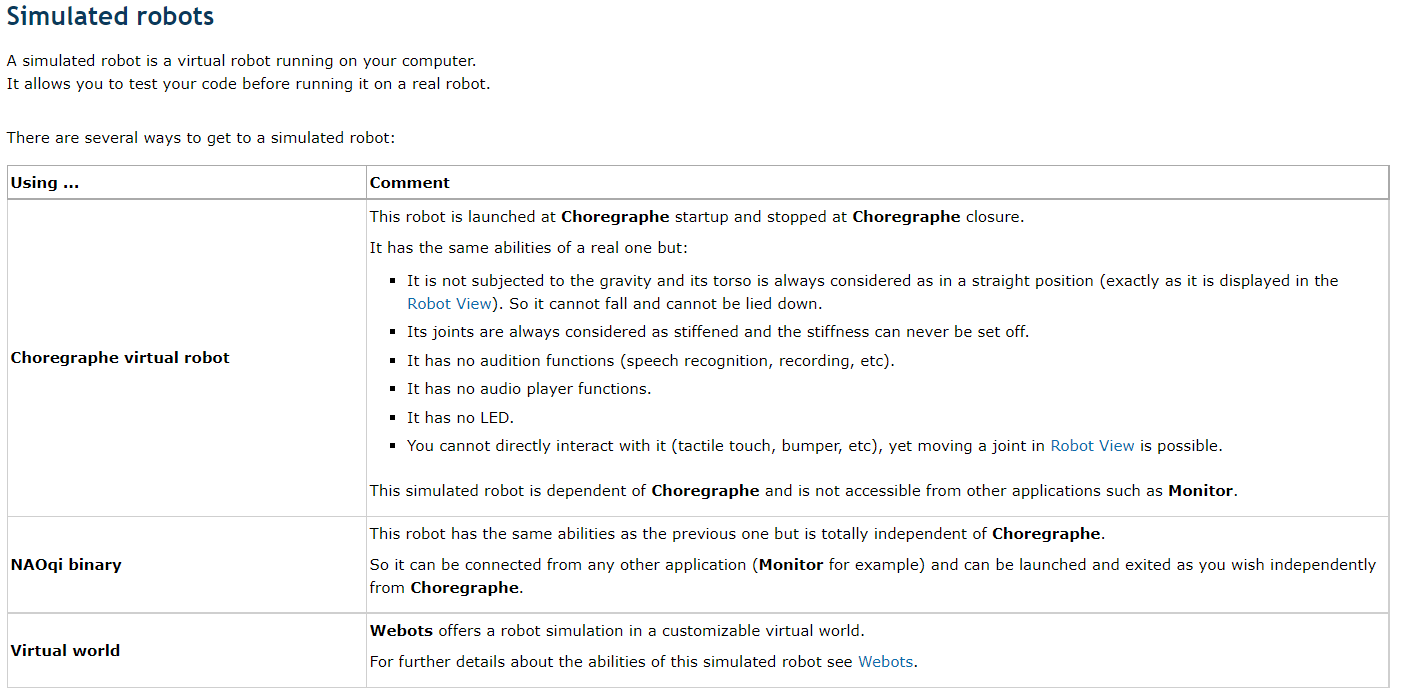 Simulated robots
A simulated robot is a virtual robot running on your computer.
It allows you to test your code before running it on a real robot.
There are several ways to get to a simulated robot:
Using ...
Comment
Choregraphe virtual robot
This robot is launched at Choregraphe startup and stopped at Choregraphe closure.
It has the same abilities of a real one but:
▪ It is not subjected to the gravity and its torso is always considered as in a straight position (exactly as it is displayed in the
Robot View). So it cannot fall and cannot be lied down.
▪ Its joints are always considered as stiffened and the stiffness can never be set off.
▪ It has no audition functions (speech recognition, recording, etc).
▪ It has no audio player functions.
▪ It has no LED.
▪ You cannot directly interact with it (tactile touch, bumper, etc), yet moving a joint in Robot View is possible.
This simulated robot is dependent of Choregraphe and is not accessible from other applications such as Monitor.
NAOqi binary
This robot has the same abilities as the previous one but is totally independent of Choregraphe.
So it can be connected from any other application (Monitor for example) and can be launched and exited as you wish independently
from Choregraphe.
Virtual world
Webots offers a robot simulation in a customizable virtual world.
For further details about the abilities of this simulated robot see Webots.